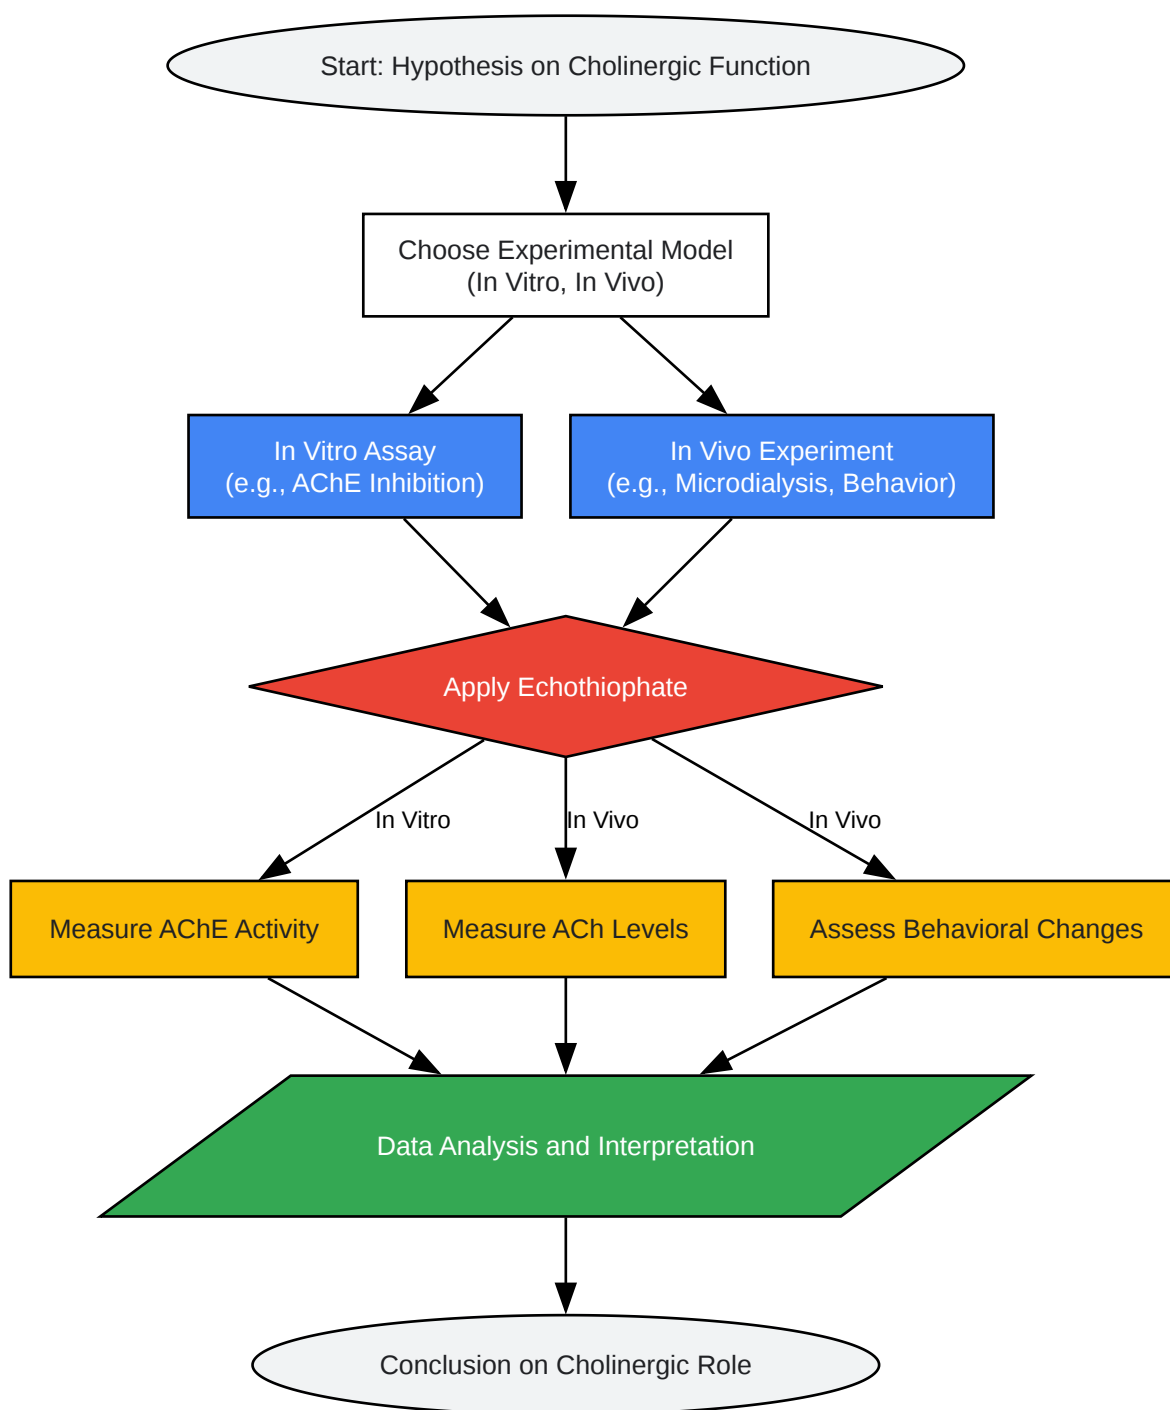 Start: Hypothesis on Cholinergic Function
Choose Experimental Model
(In Vitro, In Vivo)
In Vitro Assay
(e.g., AChE Inhibition)
In Vivo Experiment
(e.g., Microdialysis, Behavior)
Apply Echothiophate
In Vitro
In Vivo
In Vivo
Measure AChE Activity
Measure ACh Levels
Assess Behavioral Changes
Data Analysis and Interpretation
Conclusion on Cholinergic Role